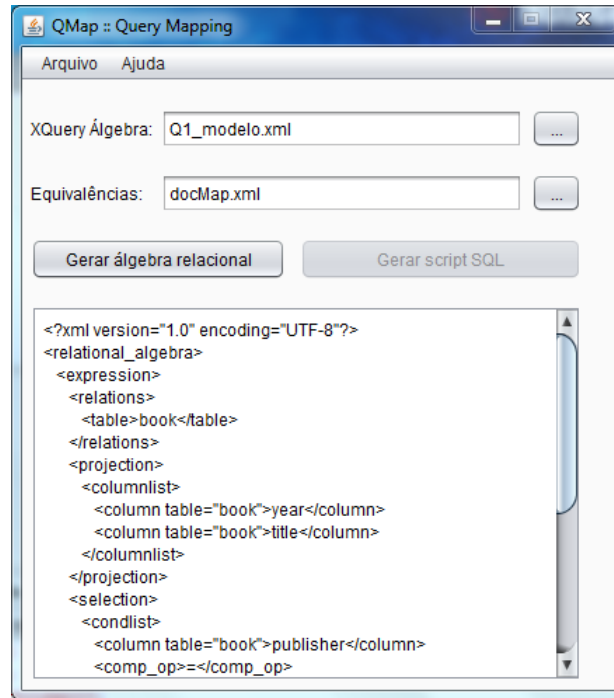 QMap :: Query Mapping
Arquivo Ajuda
XQuery Álgebra: Q1_modelo.xml ...
Equivalências: docMap.xml ...
Gerar álgebra relacional Gerar script SQL
<?xml version="1.0" encoding="UTF-8"?>
<relational_algebra>
<expression>
<relations>
<table>book</table>
</relations>
<projection>
<columnlist>
<column table="book">year</column>
<column table="book">title</column>
</columnlist>
</projection>
<selection>
<condlist>
<column table="book">publisher</column>
<comp_op>=</comp_op>